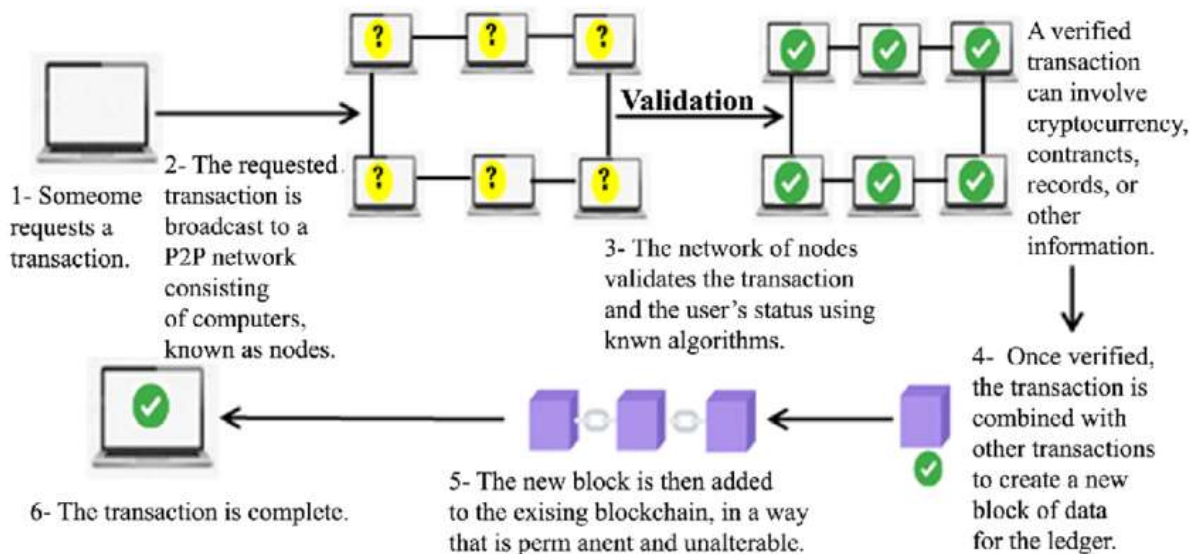 ? ? ?
? ? ?
Validation
1- Someome
requests a
transaction.
2- The requested
transaction is
broadcast to a
P2P network
consisting
of computers,
known as nodes.
3- The network of nodes
validates the transaction
and the user’s status using
knwn algorithms.
A verified
transaction
can involve
cryptocurrency,
contrancts,
records, or
other
information.
4- Once verified,
the transaction is
combined with
other transactions
to create a new
block of data
for the ledger.
5- The new block is then added
to the exising blockchain, in a way
that is perm anent and unalterable.
6- The transaction is complete.